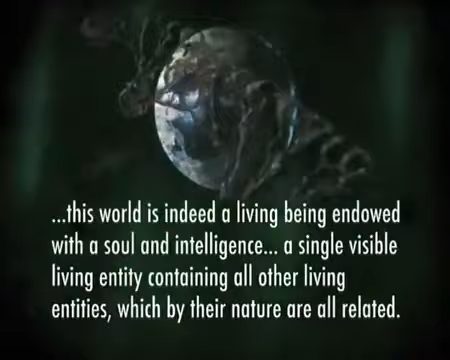 ...this world is indeed a living being endowed
with a soul and intelligence... a single visible
living entity containing all other living
entities, which by their nature are all related.